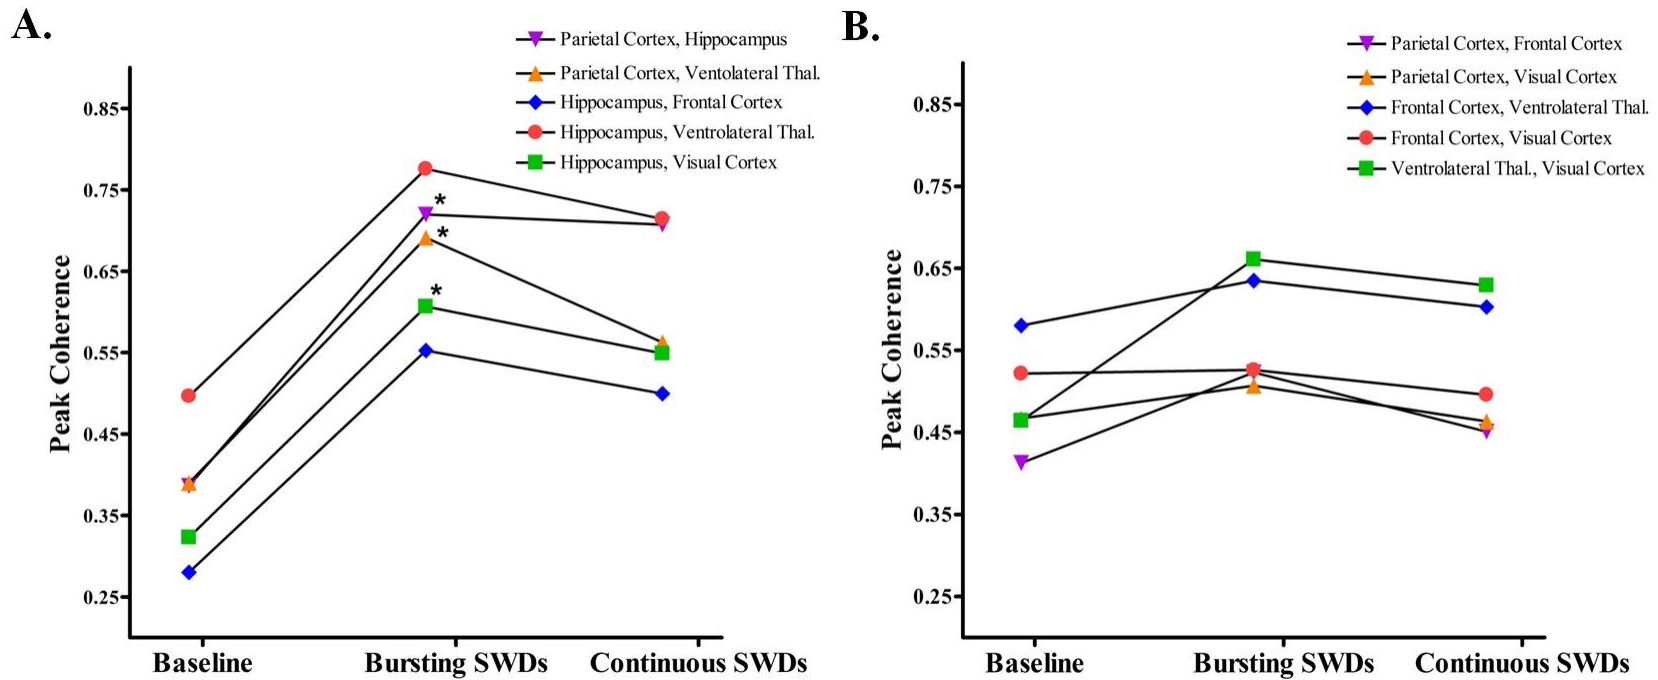 A.
Parietal Cortex, Hippocampus
Parietal Cortex, Ventolateral Thal.
Hippocampus, Frontal Cortex
Hippocampus, Ventrolateral Thal.
Hippocampus, Visual Cortex
Peak Coherence
0.85
0.75
0.65
0.55
0.45
0.35
0.25
*
*
*
Baseline
Bursting SWDs
Continuous SWDs
B.
Parietal Cortex, Frontal Cortex
Parietal Cortex, Visual Cortex
Frontal Cortex, Ventrolateral Thal.
Frontal Cortex, Visual Cortex
Ventrolateral Thal., Visual Cortex
Peak Coherence
0.85
0.75
0.65
0.55
0.45
0.35
0.25
Baseline
Bursting SWDs
Continuous SWDs